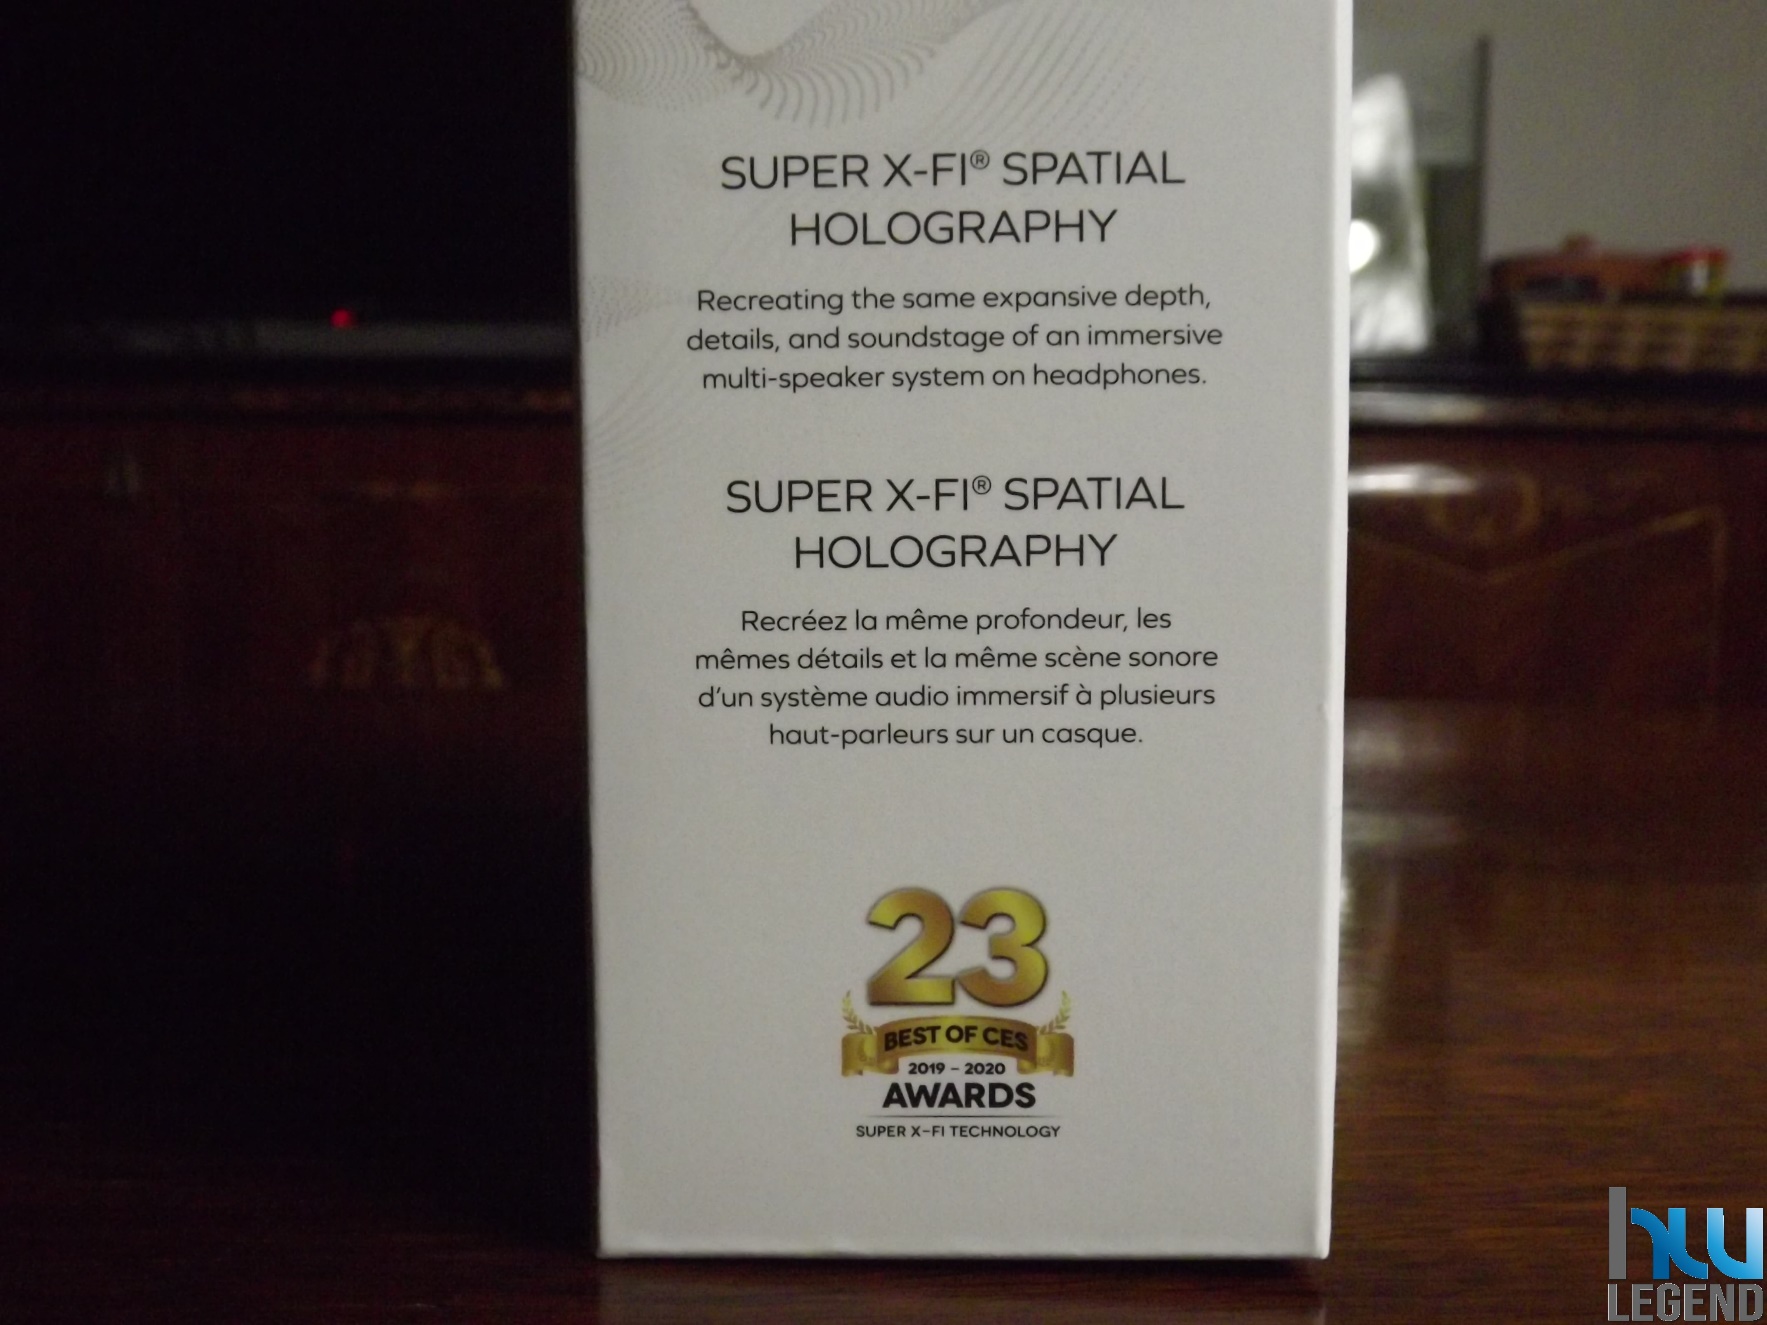 SUPER X-FI® SPATIAL
HOLOGRAPHY
Recreating the same expansive depth,
details, and soundstage of an immersive
multi-speaker system on headphones.
SUPER X-FI® SPATIAL
HOLOGRAPHY
Recréez la même profondeur, les
mêmes détails et la même scène sonore
d'un système audio immersif à plusieurs
haut-parleurs sur un casque.
23
BEST OF CES
2019 – 2020
AWARDS
SUPER X-FI TECHNOLOGY
hw
LEGEND